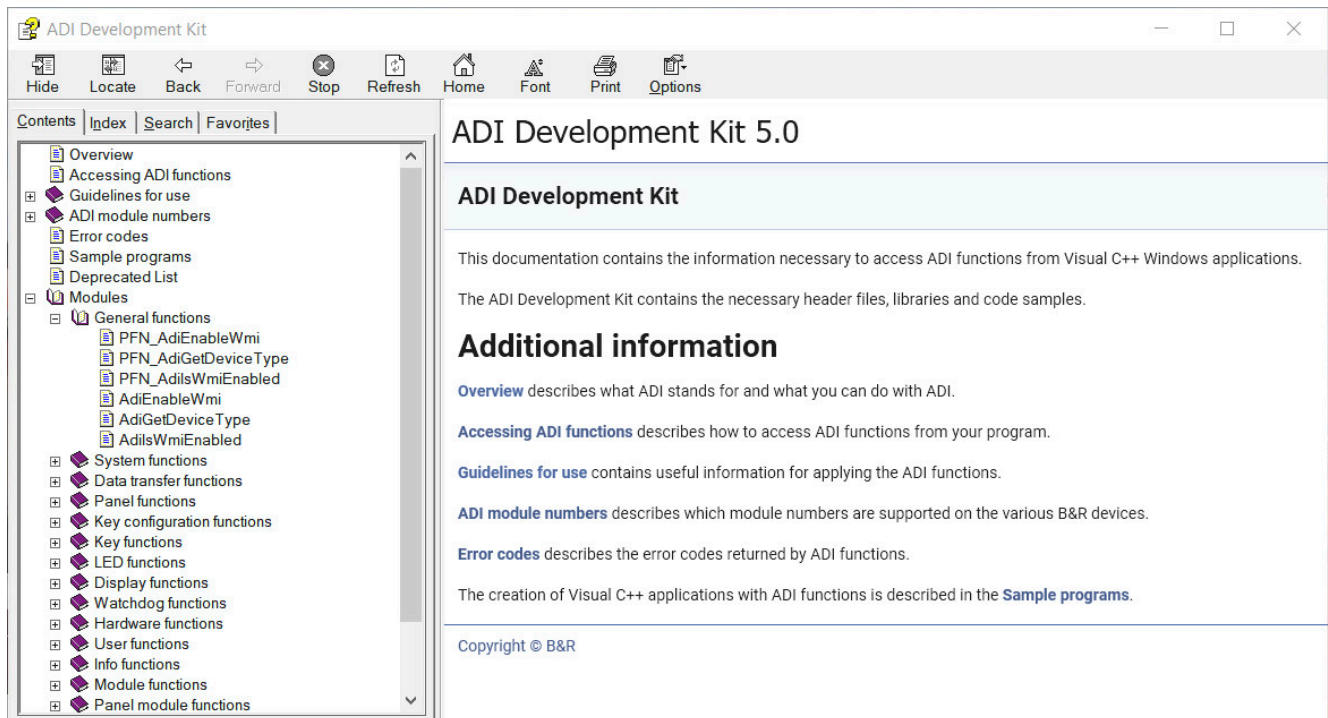 ADI Development Kit
Hide Locate Back Forward Stop Refresh Home Font Print Options
Contents Index Search Favorites
Overview
Accessing ADI functions
Guidelines for use
ADI module numbers
Error codes
Sample programs
Deprecated List
Modules
General functions
PFN_AdiEnableWmi
PFN_AdiGetDeviceType
PFN_AdiIsWmiEnabled
AdiEnableWmi
AdiGetDeviceType
AdiIsWmiEnabled
System functions
Data transfer functions
Panel functions
Key configuration functions
Key functions
LED functions
Display functions
Watchdog functions
Hardware functions
User functions
Info functions
Module functions
Panel module functions
ADI Development Kit 5.0
ADI Development Kit
This documentation contains the information necessary to access ADI functions from Visual C++ Windows applications.
The ADI Development Kit contains the necessary header files, libraries and code samples.
Additional information
Overview describes what ADI stands for and what you can do with ADI.
Accessing ADI functions describes how to access ADI functions from your program.
Guidelines for use contains useful information for applying the ADI functions.
ADI module numbers describes which module numbers are supported on the various B&R devices.
Error codes describes the error codes returned by ADI functions.
The creation of Visual C++ applications with ADI functions is described in the Sample programs.
Copyright © B&R